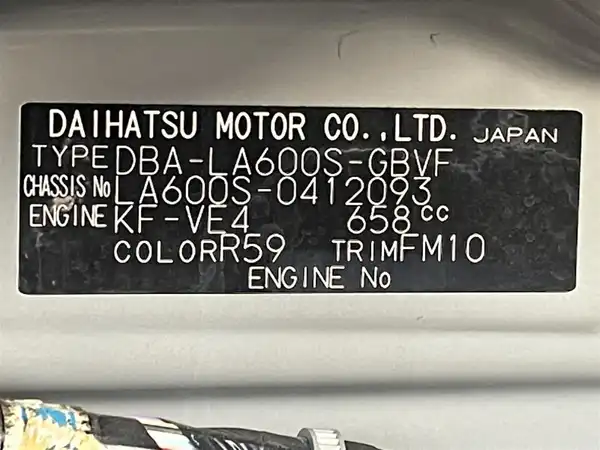 DAIHATSU MOTOR CO.,LTD. JAPAN
TYPE DBA-LA600S-GBVF
CHASSIS No LA600S-0412093
ENGINE KF-VE4 658cc
COLOR R59 TRIM FM10
ENGINE No